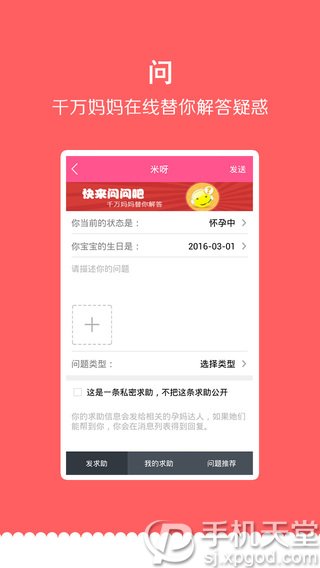 问
千万妈妈在线替你解答疑惑
米呀
发送
快来问问吧
千万妈妈替你解答
你当前的状态是：
怀孕中
你宝宝的生日是：
2016-03-01
请描述你的问题
问题类型：
选择类型
这是一条私密求助，不把这条求助公开
你的求助信息会发给相关的孕妈达人，如果她们
能帮到你，你会在消息列表得到回复。
发求助
我的求助
问题推荐
手机天堂
sj.xpgod.com